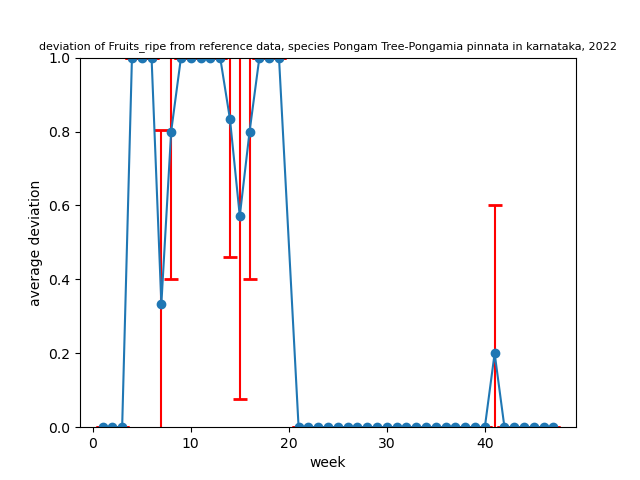 deviation of Fruits_ripe from reference data, species Pongam Tree-Pongamia pinnata in karnataka, 2022
1.0
0.8
0.6
0.4
0.2
0.0
average deviation
0 10 20 30 40
week